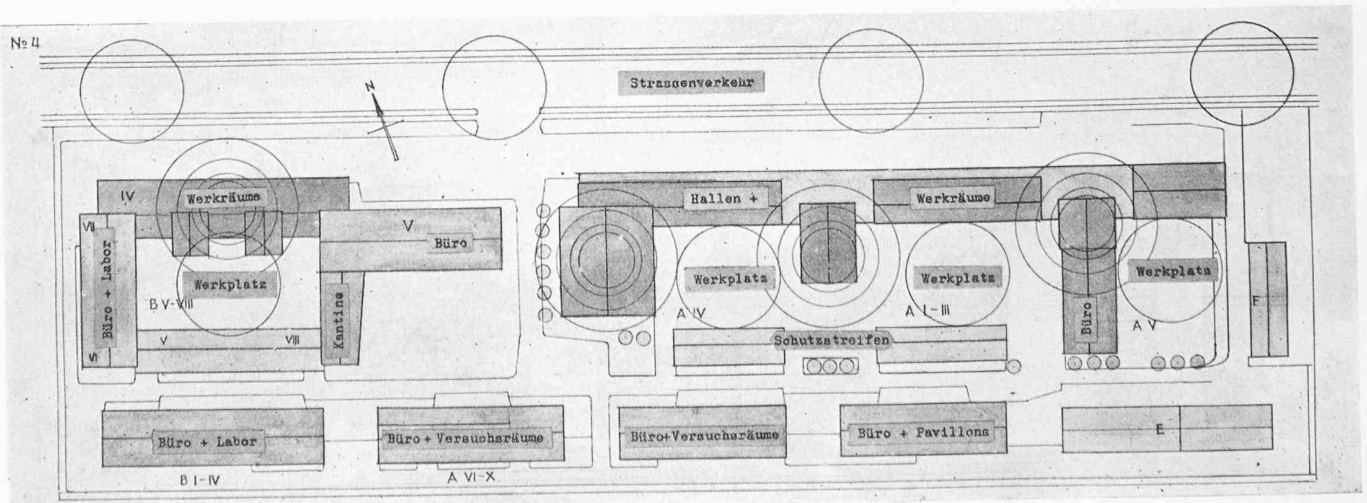 No 4
Strassenverkehr
N
IV
Werkräume
Hallen +
Werkräume
VII
V
Büro
Büro + Labor
Werkplatz
Werkplatz
Werkplatz
Werkplatz
B V-VIII
Kantine
A IV
A I-III
Büro
A V
F
VI
V
VIII
Schutzstreifen
Büro + Labor
Büro + Versuchsräume
Büro+Versuchsräume
Büro + Pavillons
E
B I-IV
A VI-X